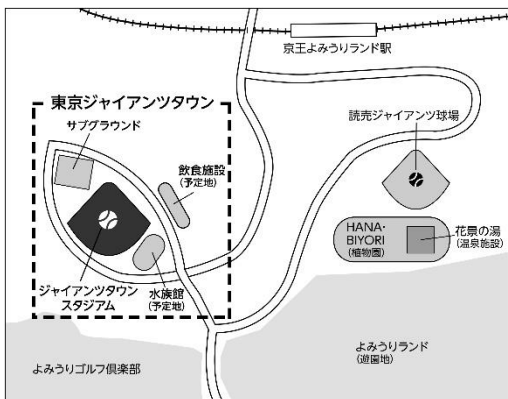 京王よみうりランド駅
東京ジャイアンツタウン
サブグラウンド
飲食施設
(予定地)
読売ジャイアンツ球場
HANA・
BIYORI
(植物園)
花景の湯
(温泉施設)
ジャイアンツタウン
スタジアム
水族館
(予定地)
よみうりゴルフ倶楽部
よみうりランド
(遊園地)